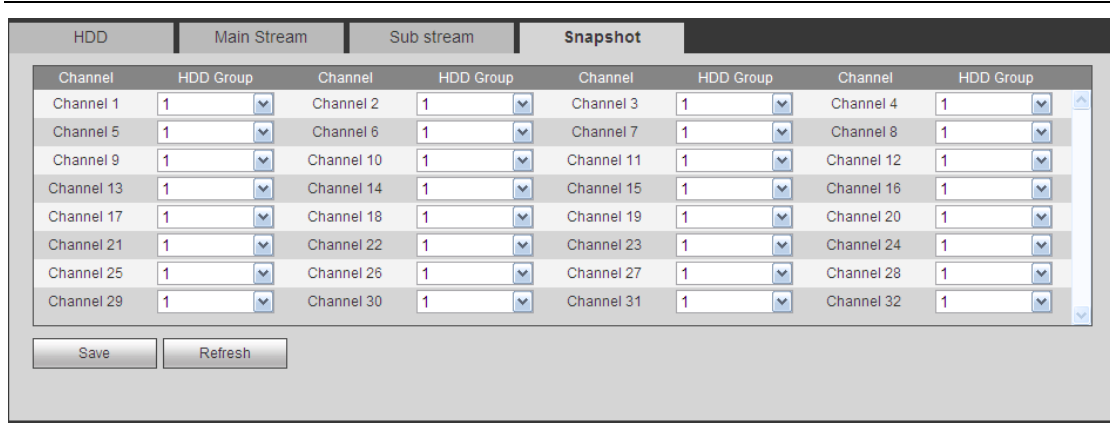 HDD Main Stream Sub stream Snapshot
Channel HDD Group Channel HDD Group Channel HDD Group Channel HDD Group
Channel 1 1 Channel 2 1 Channel 3 1 Channel 4 1
Channel 5 1 Channel 6 1 Channel 7 1 Channel 8 1
Channel 9 1 Channel 10 1 Channel 11 1 Channel 12 1
Channel 13 1 Channel 14 1 Channel 15 1 Channel 16 1
Channel 17 1 Channel 18 1 Channel 19 1 Channel 20 1
Channel 21 1 Channel 22 1 Channel 23 1 Channel 24 1
Channel 25 1 Channel 26 1 Channel 27 1 Channel 28 1
Channel 29 1 Channel 30 1 Channel 31 1 Channel 32 1
Save Refresh